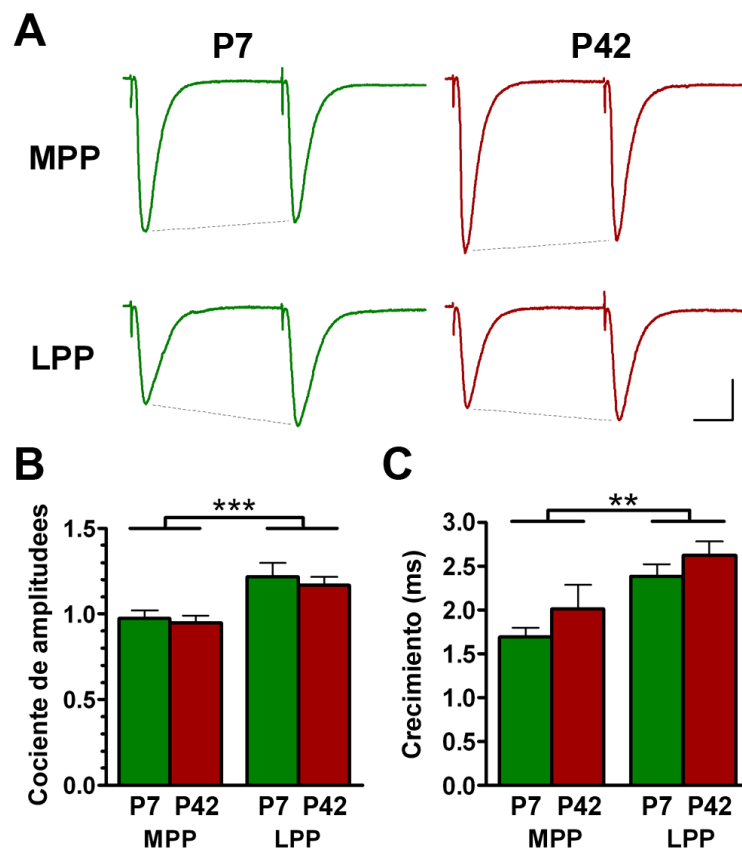 A
P7 P42
MPP
LPP
B
Cociente de amplitudees
1.5
1.0
0.5
0.0
***
P7 P42 P7 P42
MPP LPP
C
Crecimiento (ms)
3.0
2.5
2.0
1.5
1.0
0.5
0.0
**
P7 P42 P7 P42
MPP LPP